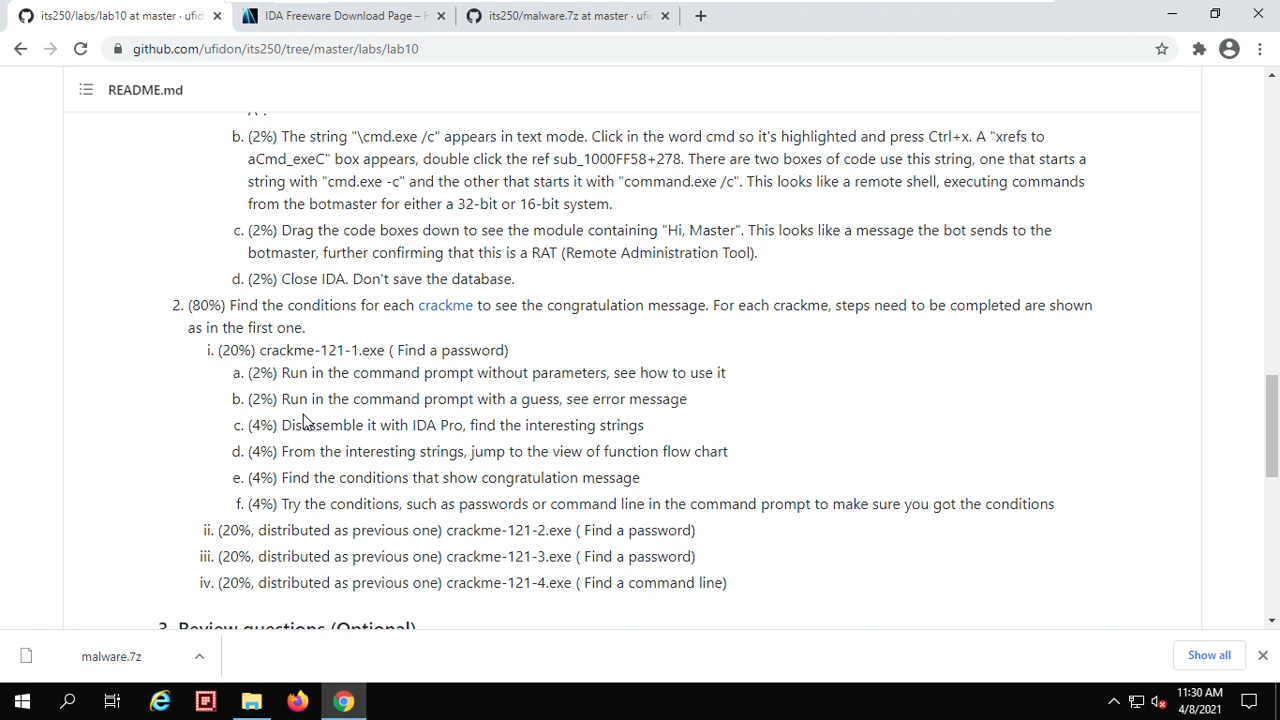 its250/labs/lab10 at master · ufid
IDA Freeware Download Page – H
its250/malware.7z at master · ufi
github.com/ufidon/its250/tree/master/labs/lab10
README.md
b. (2%) The string "\cmd.exe /c" appears in text mode. Click in the word cmd so it's highlighted and press Ctrl+x. A "xrefs to
aCmd_exeC" box appears, double click the ref sub_1000FF58+278. There are two boxes of code use this string, one that starts a
string with "cmd.exe -c" and the other that starts it with "command.exe /c". This looks like a remote shell, executing commands
from the botmaster for either a 32-bit or 16-bit system.
c. (2%) Drag the code boxes down to see the module containing "Hi, Master". This looks like a message the bot sends to the
botmaster, further confirming that this is a RAT (Remote Administration Tool).
d. (2%) Close IDA. Don't save the database.
2. (80%) Find the conditions for each crackme to see the congratulation message. For each crackme, steps need to be completed are shown
as in the first one.
i. (20%) crackme-121-1.exe ( Find a password)
a. (2%) Run in the command prompt without parameters, see how to use it
b. (2%) Run in the command prompt with a guess, see error message
c. (4%) Disassemble it with IDA Pro, find the interesting strings
d. (4%) From the interesting strings, jump to the view of function flow chart
e. (4%) Find the conditions that show congratulation message
f. (4%) Try the conditions, such as passwords or command line in the command prompt to make sure you got the conditions
ii. (20%, distributed as previous one) crackme-121-2.exe ( Find a password)
iii. (20%, distributed as previous one) crackme-121-3.exe ( Find a password)
iv. (20%, distributed as previous one) crackme-121-4.exe ( Find a command line)
3. Review questions (Optional)
malware.7z
Show all
11:30 AM
4/8/2021